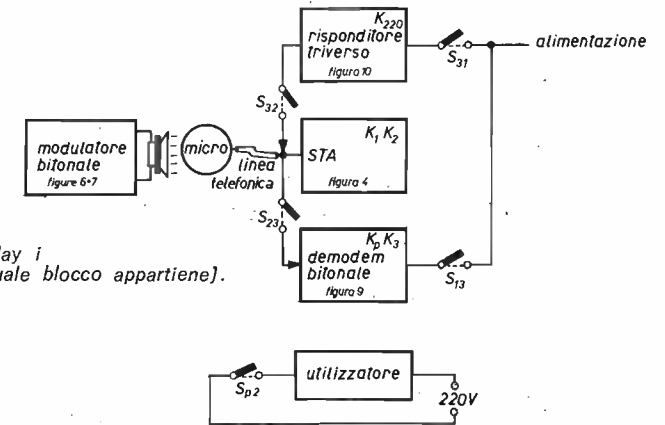 K220
risponditore
triverso
figura 10
alimentazione
S31
S32
modulatore
bitonale
figure 6÷7
micro
linea
telefonica
K1 K2
STA
figura 4
S23
Kp K3
demodem
bitonale
figura 9
S13
lay i
uale blocco appartiene].
utilizzatore
Sp2
220V